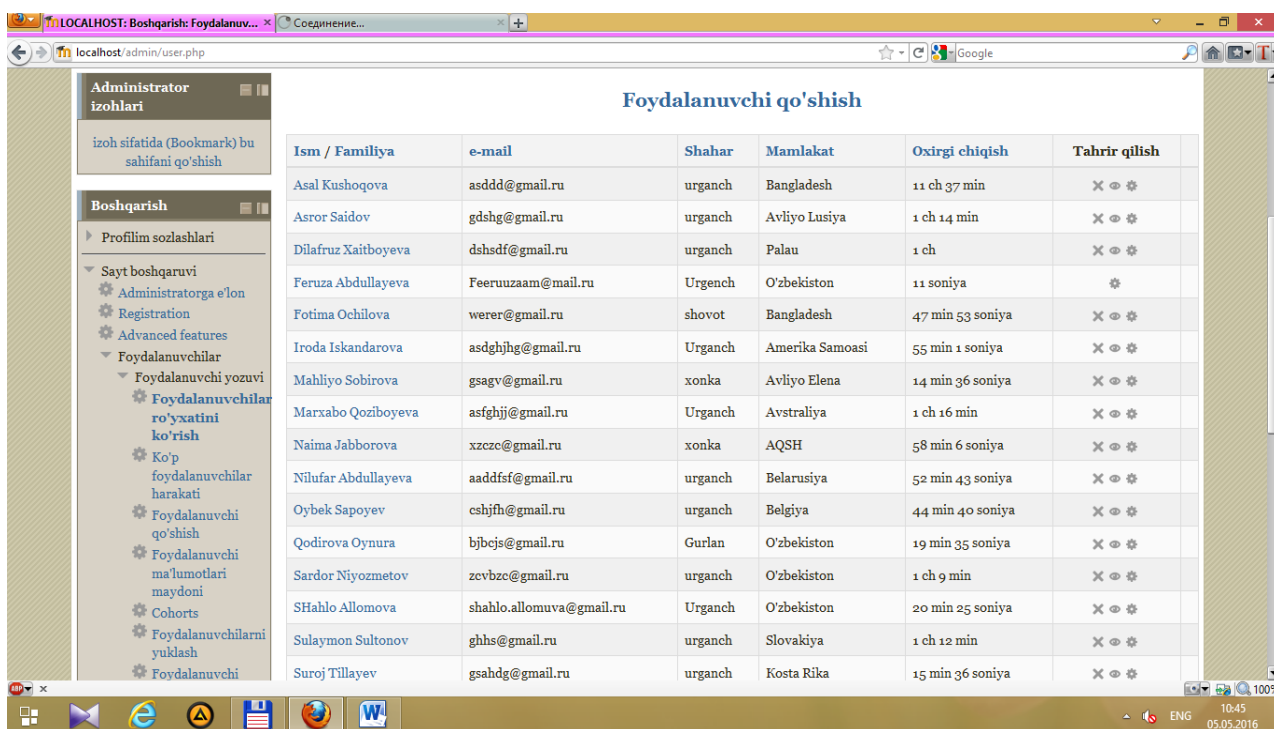 LOCALHOST: Boshqarish: Foydalanuv... × Соединение... × +
localhost/admin/user.php Google
Administrator
izohlari
izoh sifatida (Bookmark) bu
sahifani qo'shish
Boshqarish
Profilim sozlashlari
Sayt boshqaruvi
Administratorga e'lon
Registration
Advanced features
Foydalanuvchilar
Foydalanuvchi yozuvi
Foydalanuvchilar
ro'yxatini
ko'rish
Ko'p
foydalanuvchilar
harakati
Foydalanuvchi
qo'shish
Foydalanuvchi
ma'lumotlari
maydoni
Cohorts
Foydalanuvchilarni
yuklash
Foydalanuvchi
Foydalanuvchi qo'shish
Ism / Familiya e-mail Shahar Mamlakat Oxirgi chiqish Tahrir qilish
Asal Kushoqova asddd@gmail.ru urganch Bangladesh 11 ch 37 min
Asror Saidov gdshg@gmail.ru urganch Avliyo Lusiya 1 ch 14 min
Dilafruz Xaitboyeva dshsdf@gmail.ru urganch Palau 1 ch
Feruza Abdullayeva Feeruuzaam@mail.ru Urgench O'zbekiston 11 soniya
Fotima Ochilova werer@gmail.ru shovot Bangladesh 47 min 53 soniya
Iroda Iskandarova asdghjhg@gmail.ru Urganch Amerika Samoasi 55 min 1 soniya
Mahliyo Sobirova gsagv@gmail.ru xonka Avliyo Elena 14 min 36 soniya
Marxabo Qoziboyeva asfghjj@gmail.ru Urganch Avstraliya 1 ch 16 min
Naima Jabborova xzczc@gmail.ru xonka AQSH 58 min 6 soniya
Nilufar Abdullayeva aaddfsf@gmail.ru urganch Belarusiya 52 min 43 soniya
Oybek Sapoyev cshjfh@gmail.ru urganch Belgiya 44 min 40 soniya
Qodirova Oynura bjbcjs@gmail.ru Gurlan O'zbekiston 19 min 35 soniya
Sardor Niyozmetov zcvbzc@gmail.ru urganch O'zbekiston 1 ch 9 min
SHahlo Allomova shahlo.allomuva@gmail.ru Urganch O'zbekiston 20 min 25 soniya
Sulaymon Sultonov ghhs@gmail.ru urganch Slovakiya 1 ch 12 min
Suroj Tillayev gsahdg@gmail.ru urganch Kosta Rika 15 min 36 soniya
ABP × 100%
ENG 10:45
05.05.2016